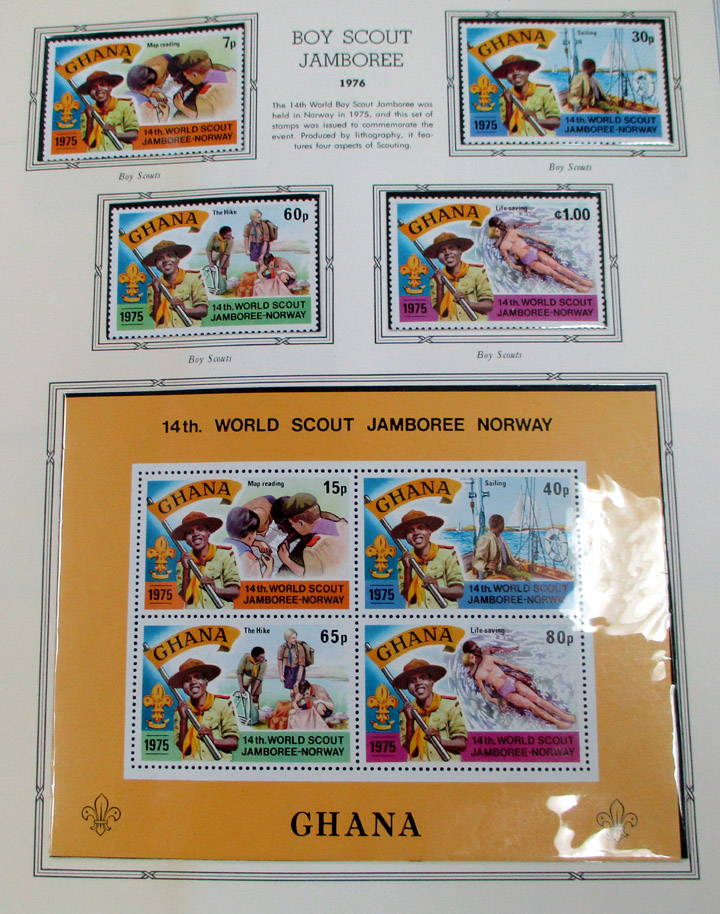 GHANA
Map reading
7p
1975
14th. WORLD SCOUT
JAMBOREE-NORWAY
Boy Scouts
BOY SCOUT
JAMBOREE
1976
The 14th World Boy Scout Jamboree was
held in Norway in 1975, and this set of
stamps was issued to commemorate the
event. Produced by lithography, it fea-
tures four aspects of Scouting.
GHANA
Sailing
30p
1975
14th. WORLD SCOUT
JAMBOREE-NORWAY
Boy Scouts
GHANA
The Hike
60p
1975
14th. WORLD SCOUT
JAMBOREE-NORWAY
Boy Scouts
GHANA
Life-saving
¢1.00
1975
14th. WORLD SCOUT
JAMBOREE-NORWAY
Boy Scouts
14th. WORLD SCOUT JAMBOREE NORWAY
GHANA
Map reading
15p
1975
14th. WORLD SCOUT
JAMBOREE-NORWAY
GHANA
Sailing
40p
1975
14th. WORLD SCOUT
JAMBOREE-NORWAY
GHANA
The Hike
65p
1975
14th. WORLD SCOUT
JAMBOREE-NORWAY
GHANA
Life-saving
80p
1975
14th. WORLD SCOUT
JAMBOREE-NORWAY
GHANA